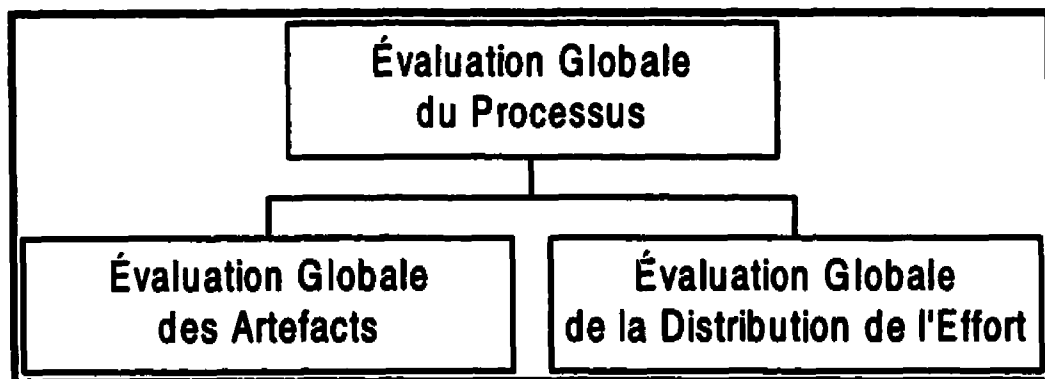 Évaluation Globale
du Processus
Évaluation Globale
des Artefacts
Évaluation Globale
de la Distribution de l'Effort